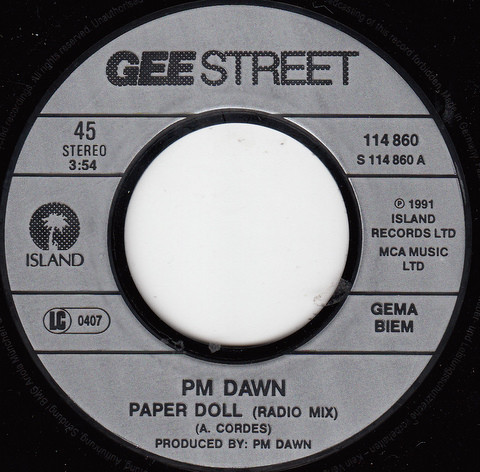 GEE STREET
45
STEREO
3:54
114 860
S 114 860 A
ISLAND
℗ 1991
ISLAND
RECORDS LTD
MCA MUSIC
LTD
LC 0407
GEMA
BIEM
PM DAWN
PAPER DOLL (RADIO MIX)
(A. CORDES)
PRODUCED BY: PM DAWN